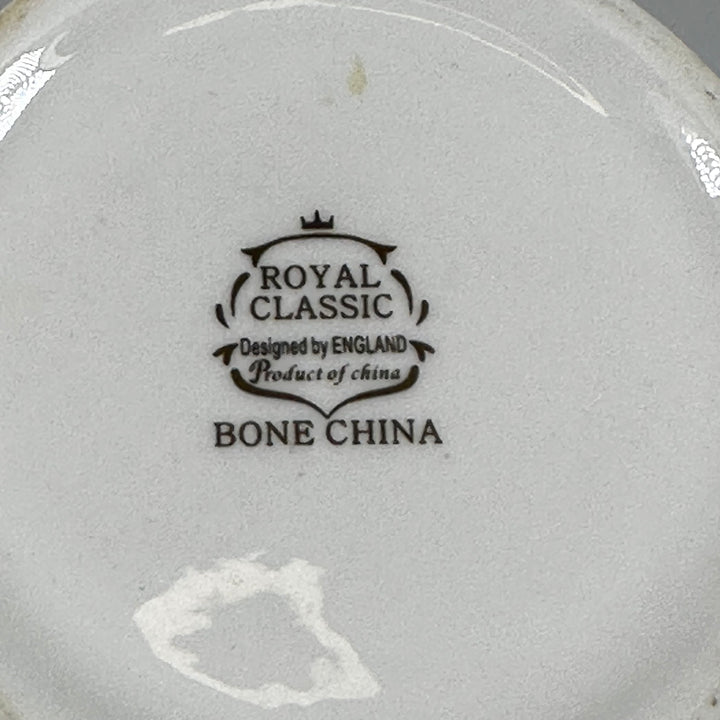 ROYAL
CLASSIC
Designed by ENGLAND
Product of china
BONE CHINA